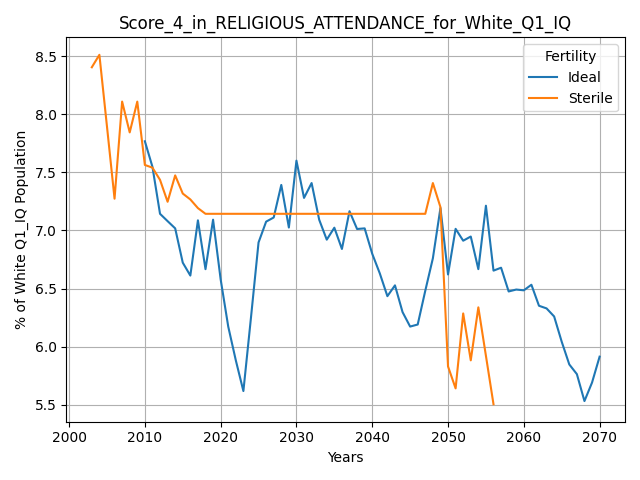 Score_4_in_RELIGIOUS_ATTENDANCE_for_White_Q1_IQ
Fertility
Ideal
Sterile
% of White Q1_IQ Population
8.5
8.0
7.5
7.0
6.5
6.0
5.5
2000 2010 2020 2030 2040 2050 2060 2070
Years